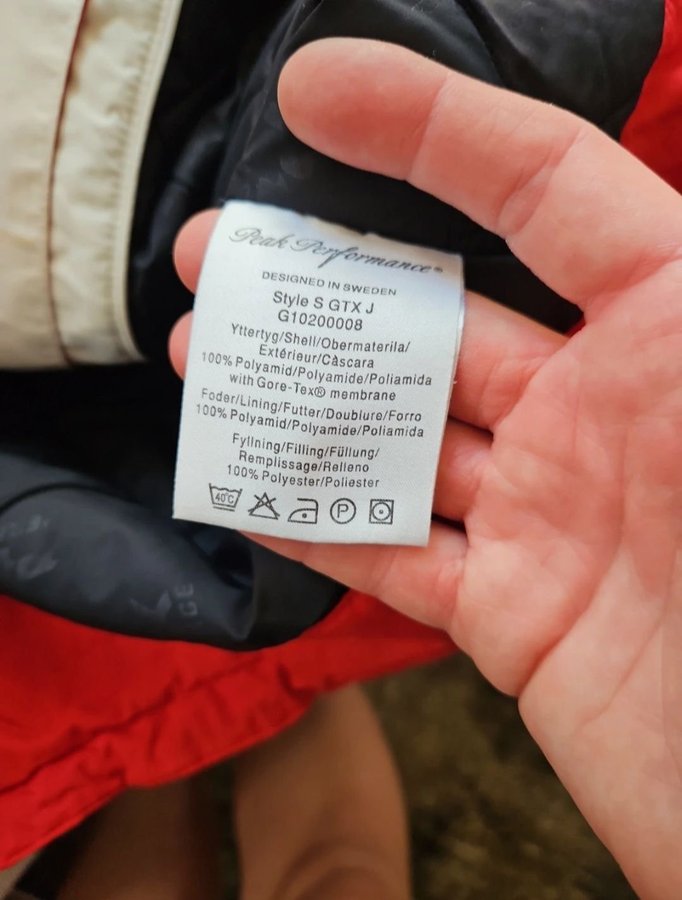 Peak Performance®
DESIGNED IN SWEDEN
Style S GTX J
G10200008
Yttertyg/Shell/Obermaterila/
Extérieur/Càscara
100% Polyamid/Polyamide/Poliamida
with Gore-Tex® membrane
Foder/Lining/Futter/Doublure/Forro
100% Polyamid/Polyamide/Poliamida
Fyllning/Filling/Füllung/
Remplissage/Relleno
100% Polyester/Poliester
40°C
P